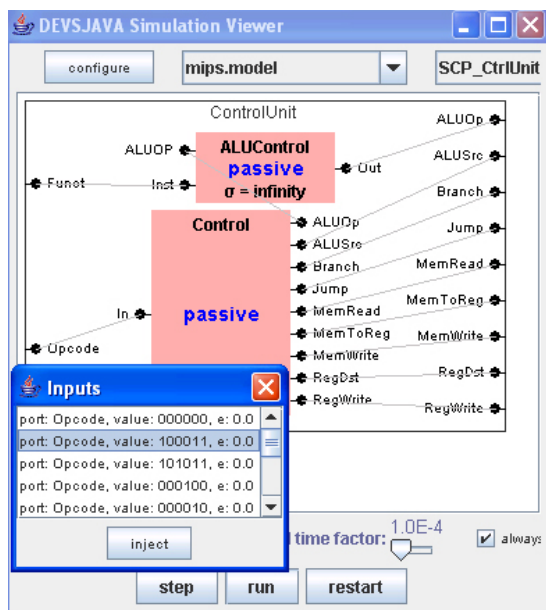 DEVSJAVA Simulation Viewer
configure
mips.model
SCP_CtrlUnit
ControlUnit
ALUOp
ALUControl
ALUOP
passive
Out
ALUSrc
Funct
Inst
σ = infinity
Branch
Control
ALUOp
Jump
ALUSrc
Branch
MemRead
Jump
In
passive
MemRead
MemToReg
MemToReg
Opcode
MemWrite
MemWrite
RegDst
RegDst
RegWrite
RegWrite
Inputs
port: Opcode, value: 000000, e: 0.0
port: Opcode, value: 100011, e: 0.0
port: Opcode, value: 101011, e: 0.0
port: Opcode, value: 000100, e: 0.0
port: Opcode, value: 000010, e: 0.0
inject
time factor:
1.0E-4
always
step
run
restart